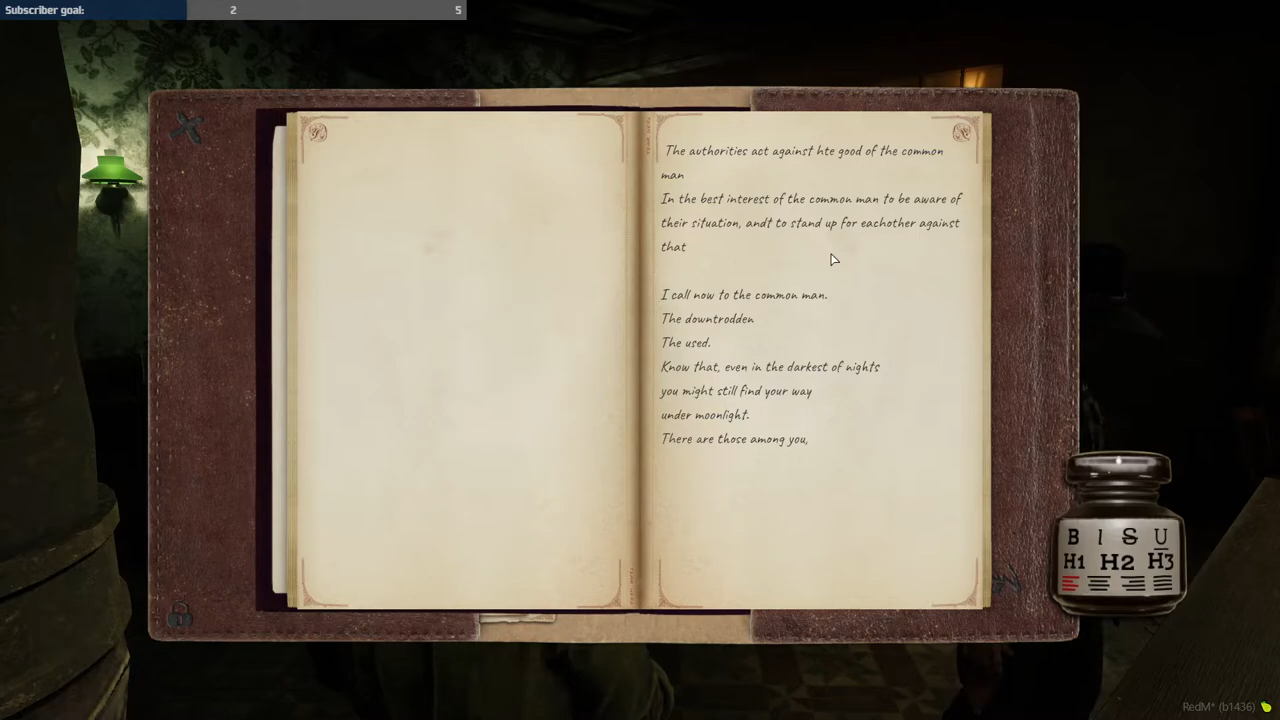 Subscriber goal: 2 5
The authorities act against hte good of the common
man
In the best interest of the common man to be aware of
their situation, andt to stand up for eachother against
that
I call now to the common man.
The downtrodden
The used.
Know that, even in the darkest of nights
you might still find your way
under moonlight.
There are those among you,
B I S U
H1 H2 H3
RedM* (b1436)